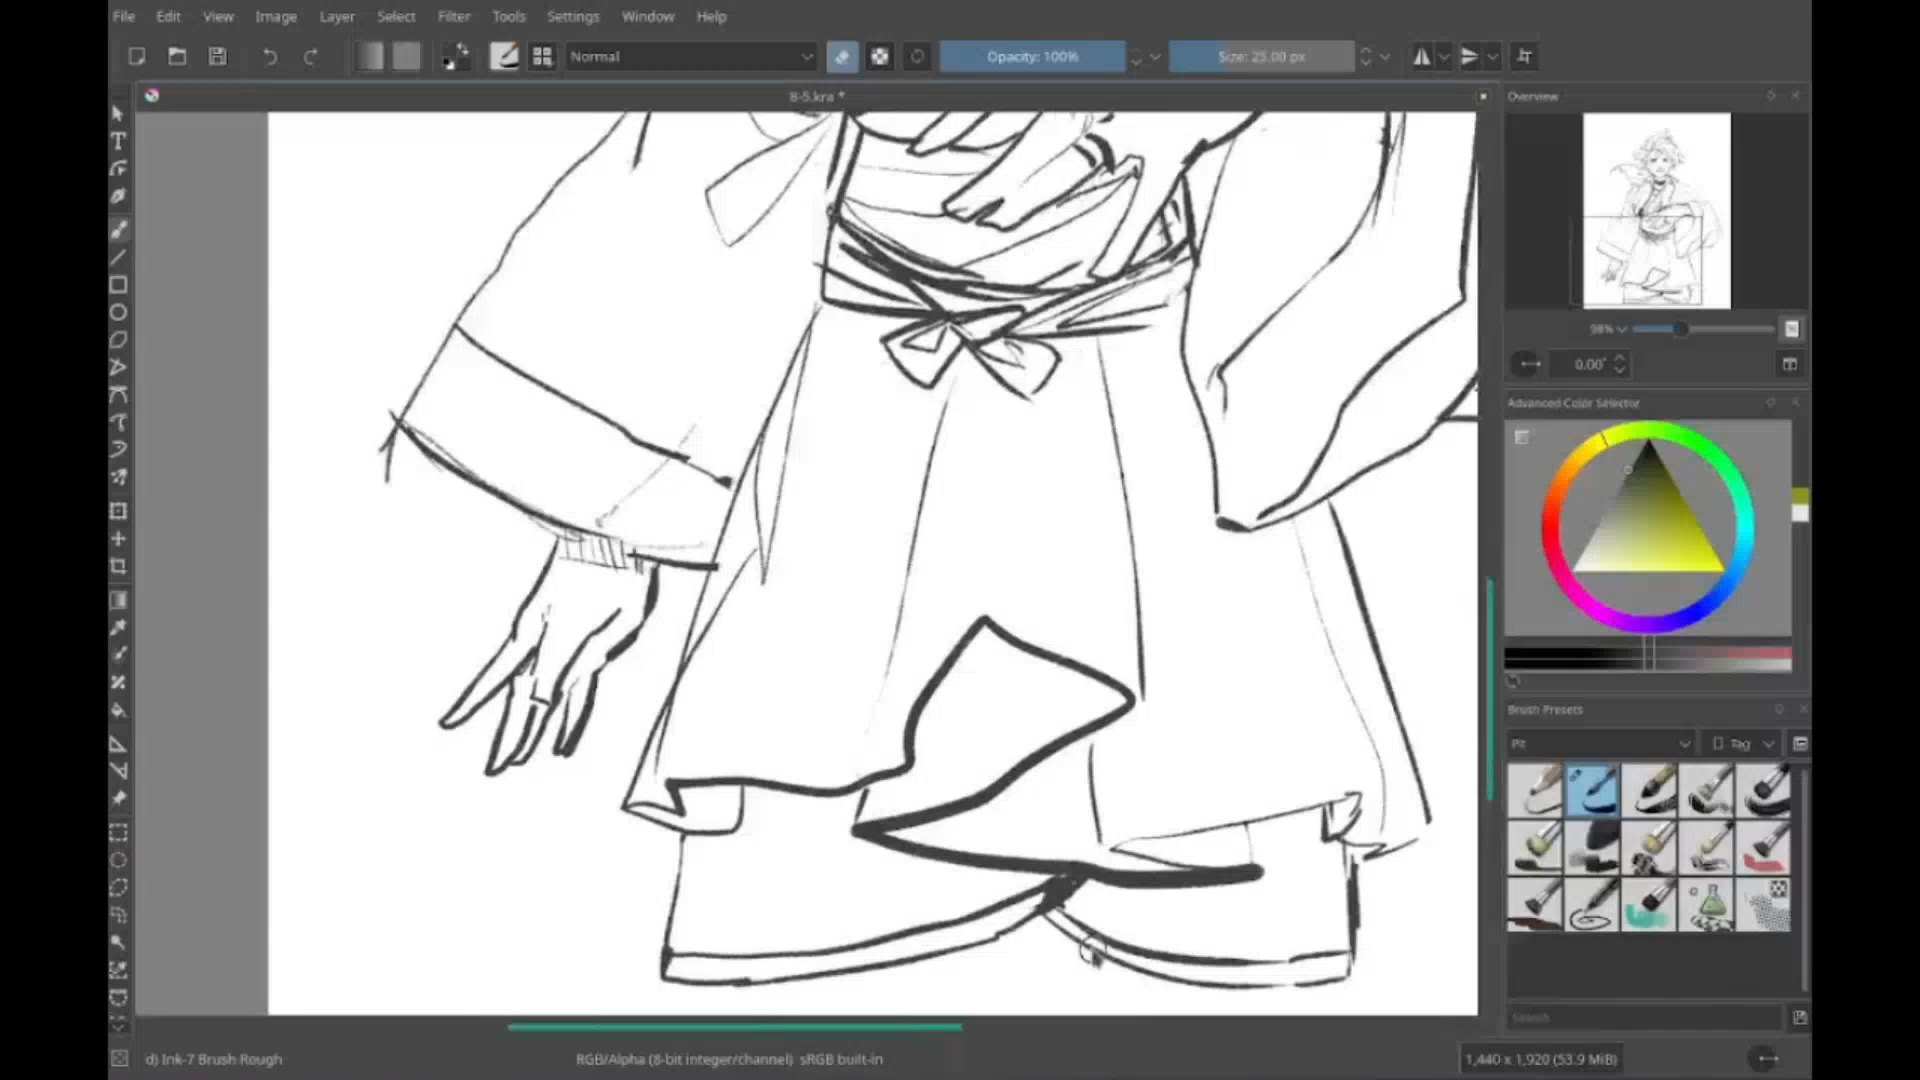 File Edit View Image Layer Select Filter Tools Settings Window Help
Normal Opacity: 100% Size: 25.00 px
8-5.kra *
Overview
98%
0.00°
Advanced Color Selector
Brush Presets
Tag
Search
d) Ink-7 Brush Rough RGB/Alpha (8-bit integer/channel) sRGB built-in 1,440 x 1,920 (53.9 MiB)